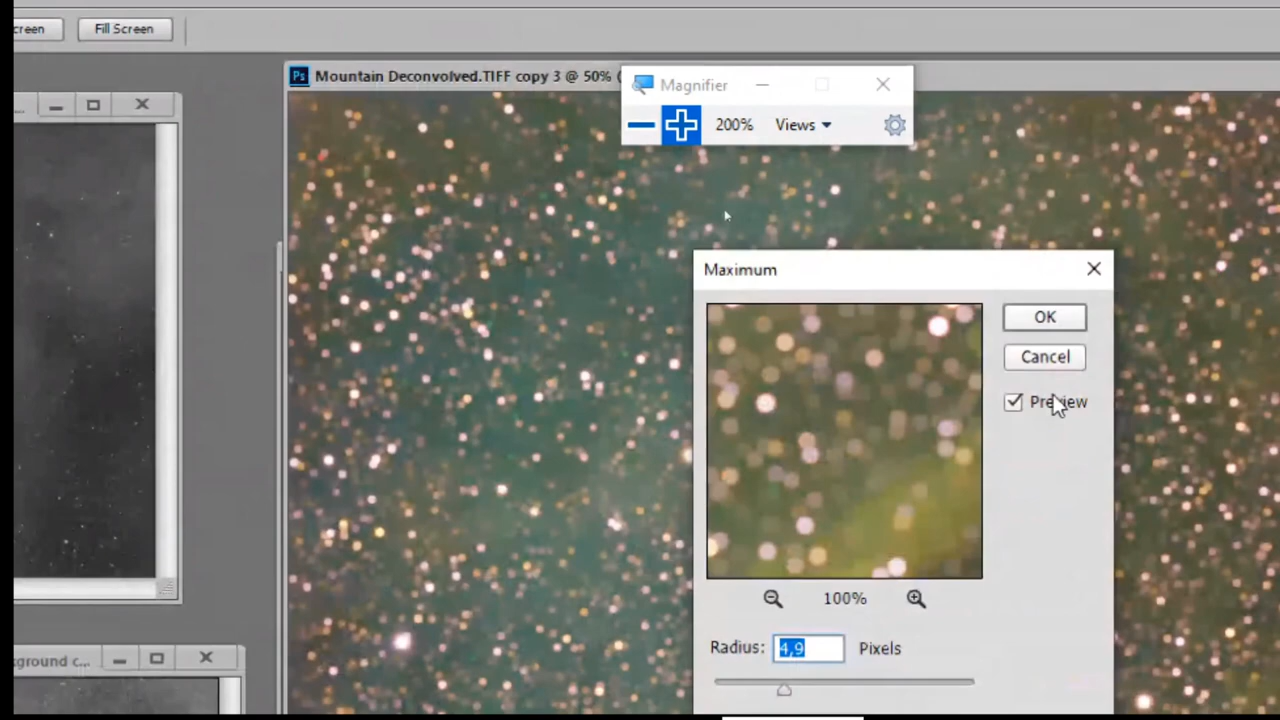 creen
Fill Screen
Mountain Deconvolved.TIFF copy 3 @ 50% (
Magnifier
200%
Views
...
Maximum
OK
Cancel
Preview
100%
Radius: 4,9 Pixels
ground c...